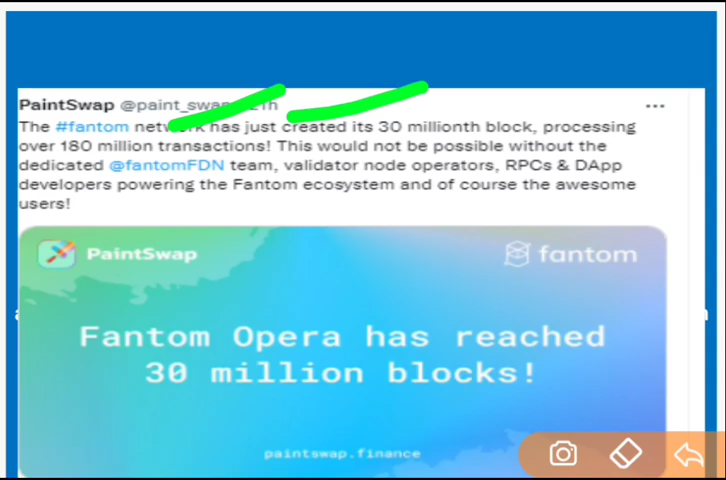 PaintSwap @paint_swap 21h
The #fantom network has just created its 30 millionth block, processing
over 180 million transactions! This would not be possible without the
dedicated @fantomFDN team, validator node operators, RPCs & DApp
developers powering the Fantom ecosystem and of course the awesome
users!
PaintSwap
fantom
Fantom Opera has reached
30 million blocks!
paintswap.finance